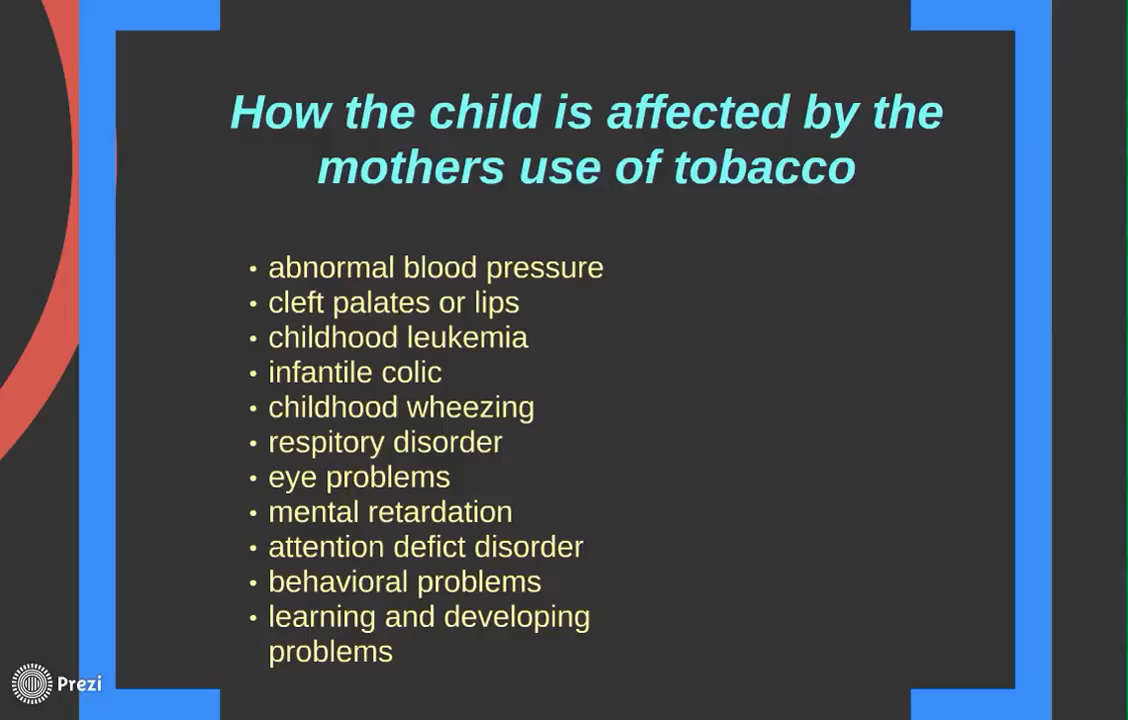 How the child is affected by the
mothers use of tobacco
• abnormal blood pressure
• cleft palates or lips
• childhood leukemia
• infantile colic
• childhood wheezing
• respitory disorder
• eye problems
• mental retardation
• attention defict disorder
• behavioral problems
• learning and developing
problems
Prezi